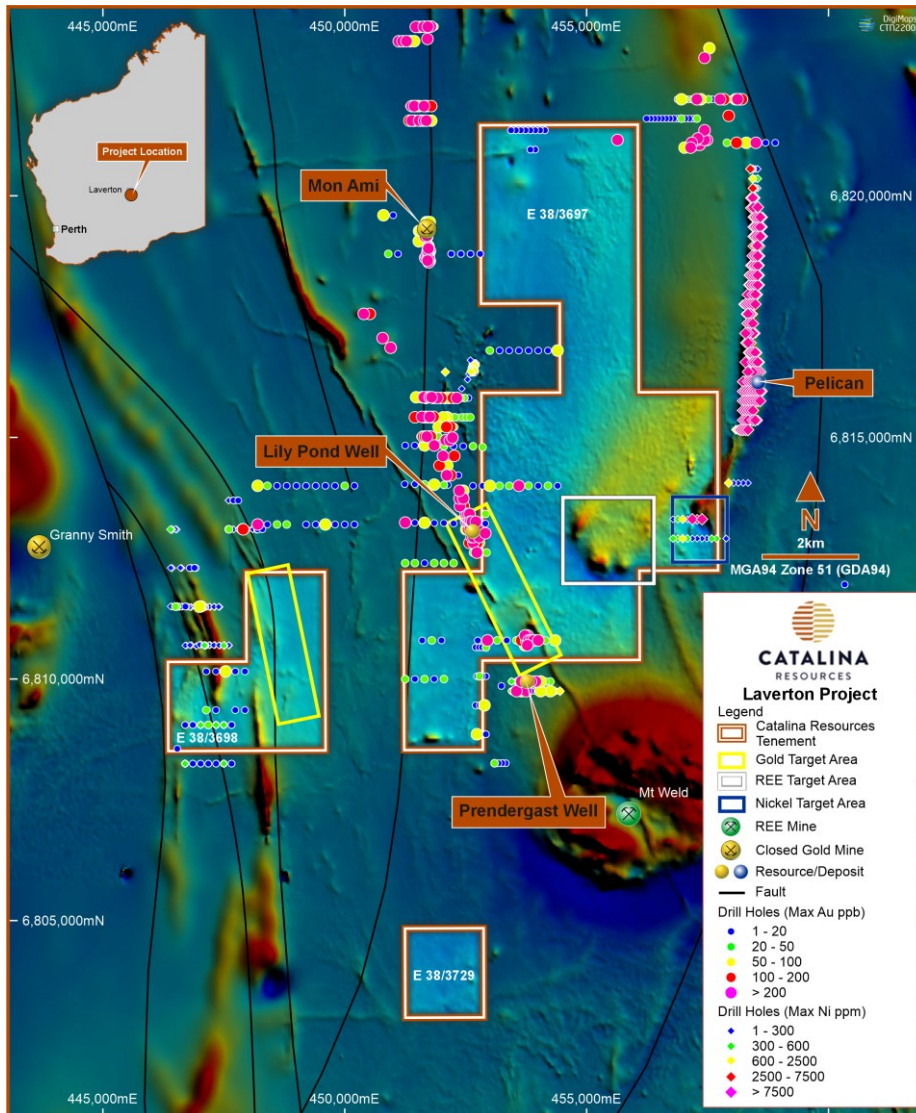 445,000mE
450,000mE
455,000mE
DigiMaps
CTN2200
Project Location
Laverton
Perth
Mon Ami
E 38/3697
6,820,000mN
Pelican
6,815,000mN
Lily Pond Well
Granny Smith
N
2km
MGA94 Zone 51 (GDA94)
6,810,000mN
E 38/3698
Mt Weld
Prendergast Well
6,805,000mN
E 38/3729
445,000mE
450,000mE
455,000mE
CATALINA
RESOURCES
Laverton Project
Legend
Catalina Resources
Tenement
Gold Target Area
REE Target Area
Nickel Target Area
REE Mine
Closed Gold Mine
Resource/Deposit
Fault
Drill Holes (Max Au ppb)
1 - 20
20 - 50
50 - 100
100 - 200
> 200
Drill Holes (Max Ni ppm)
1 - 300
300 - 600
600 - 2500
2500 - 7500
> 7500